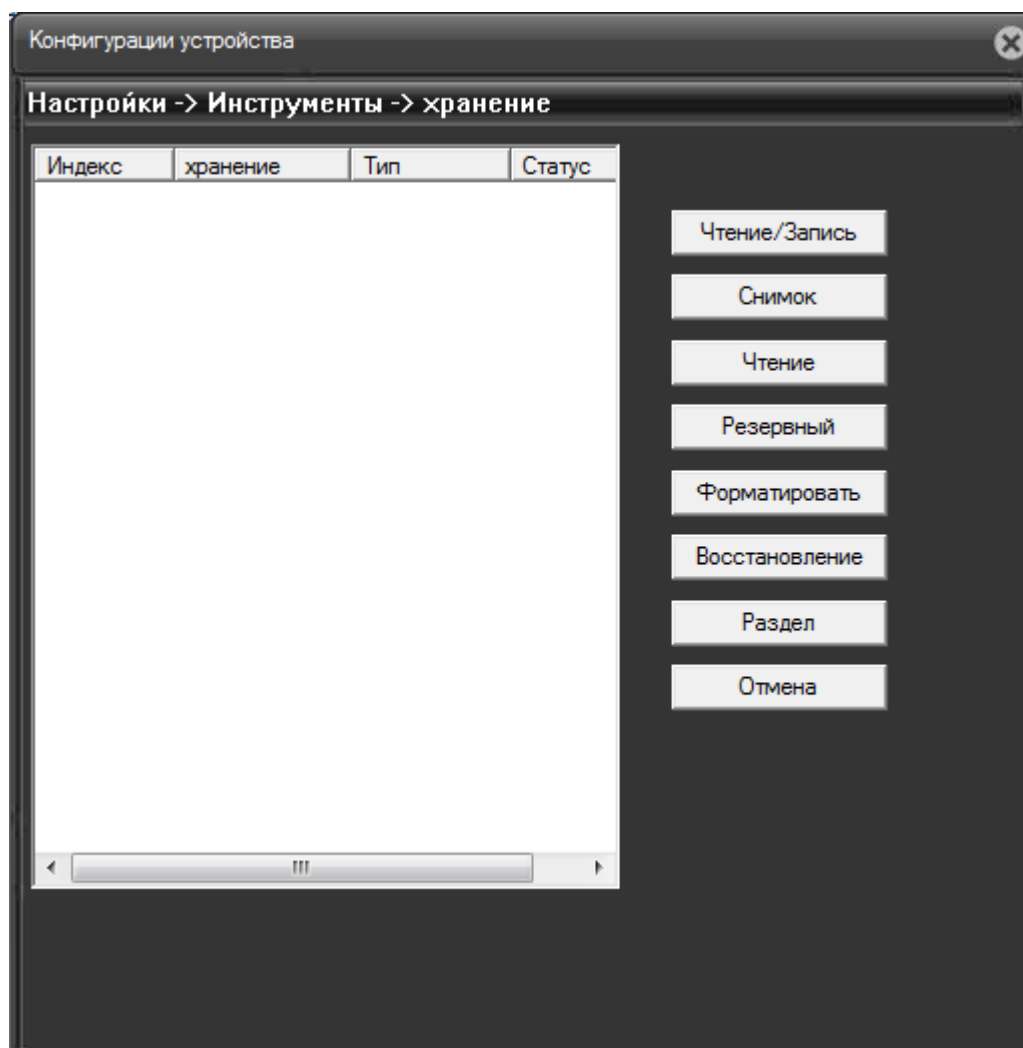 Конфигурации устройства
Настройки -> Инструменты -> хранение
Индекс хранение Тип Статус
Чтение/Запись
Снимок
Чтение
Резервный
Форматировать
Восстановление
Раздел
Отмена